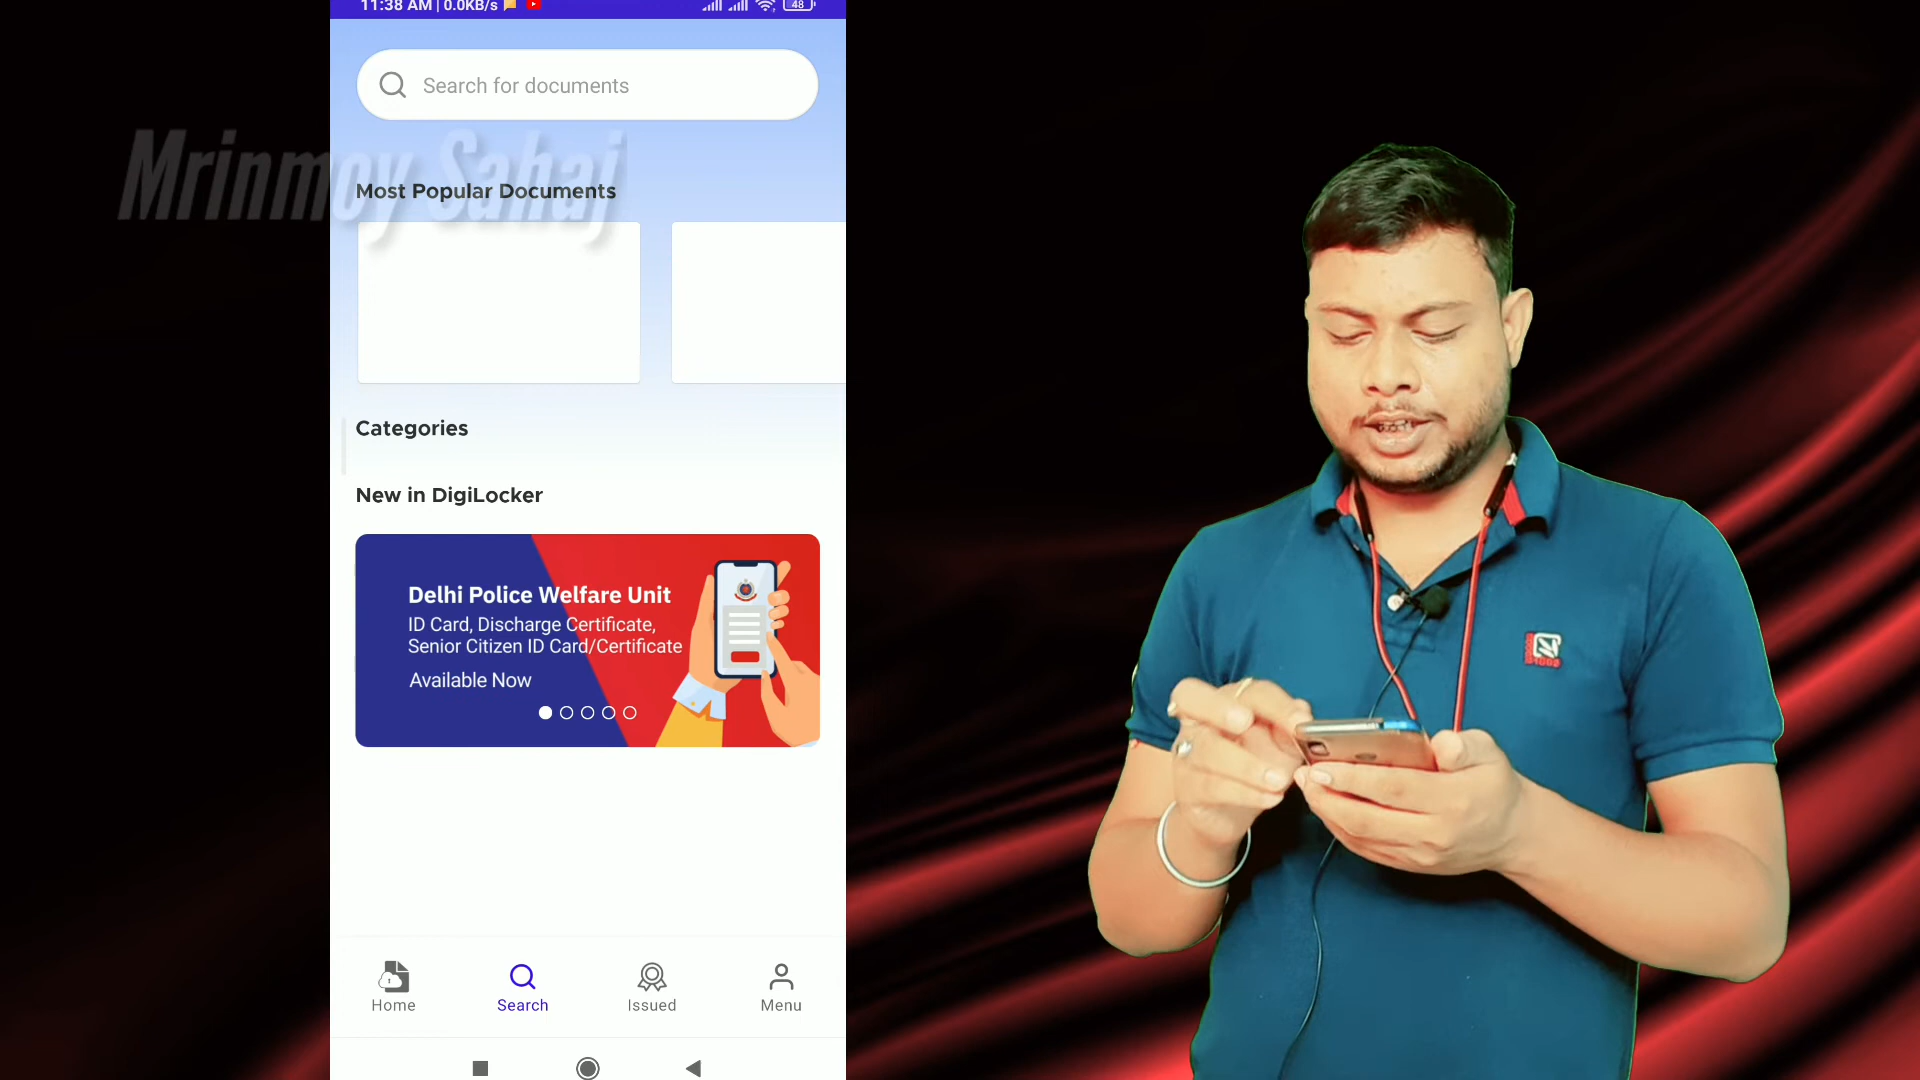 11:38 AM | 0.0KB/s
48
Search for documents
Mrinmoy Sahaj
Most Popular Documents
Categories
New in DigiLocker
Delhi Police Welfare Unit
ID Card, Discharge Certificate,
Senior Citizen ID Card/Certificate
Available Now
Home
Search
Issued
Menu